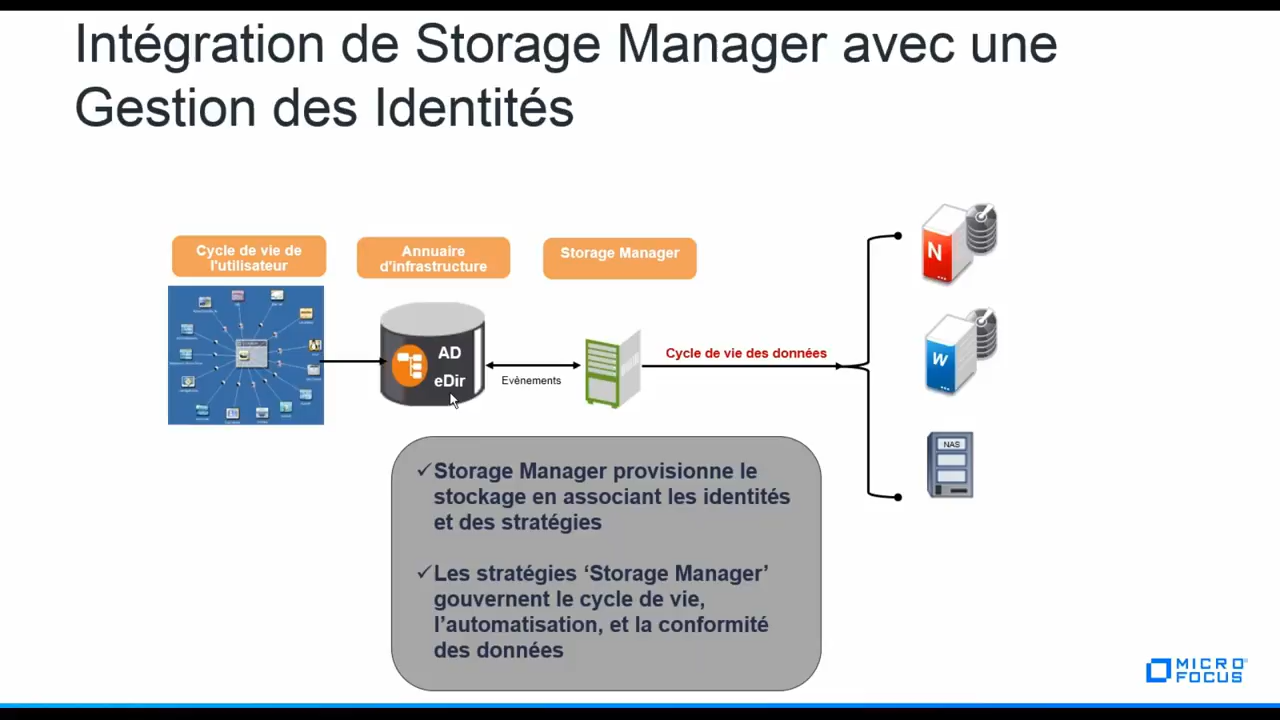 Intégration de Storage Manager avec une
Gestion des Identités
Cycle de vie de
l'utilisateur
Annuaire
d'infrastructure
Storage Manager
AD
eDir
Evènements
Cycle de vie des données
N
W
NAS
✓Storage Manager provisionne le
stockage en associant les identités
et des stratégies
✓Les stratégies ‘Storage Manager’
gouvernent le cycle de vie,
l’automatisation, et la conformité
des données
MICRO
FOCUS